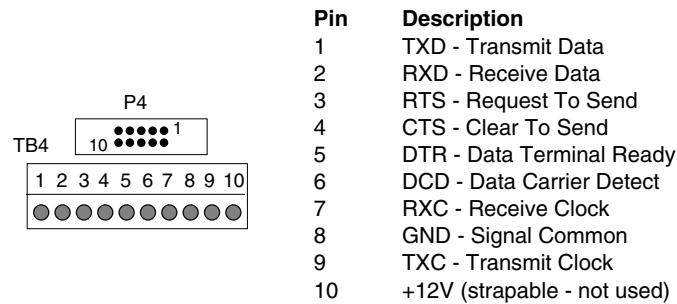 P4
1
10
TB4
1 2 3 4 5 6 7 8 9 10
Pin Description
1 TXD - Transmit Data
2 RXD - Receive Data
3 RTS - Request To Send
4 CTS - Clear To Send
5 DTR - Data Terminal Ready
6 DCD - Data Carrier Detect
7 RXC - Receive Clock
8 GND - Signal Common
9 TXC - Transmit Clock
10 +12V (strapable - not used)